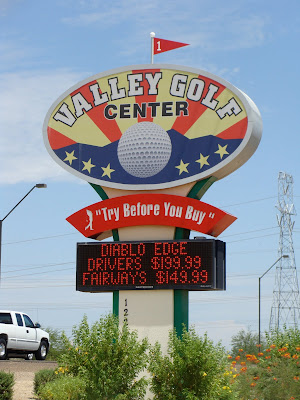 1
VALLEY GOLF
CENTER
"Try Before You Buy"
DIABLO EDGE
DRIVERS $199.99
FAIRWAYS $149.99